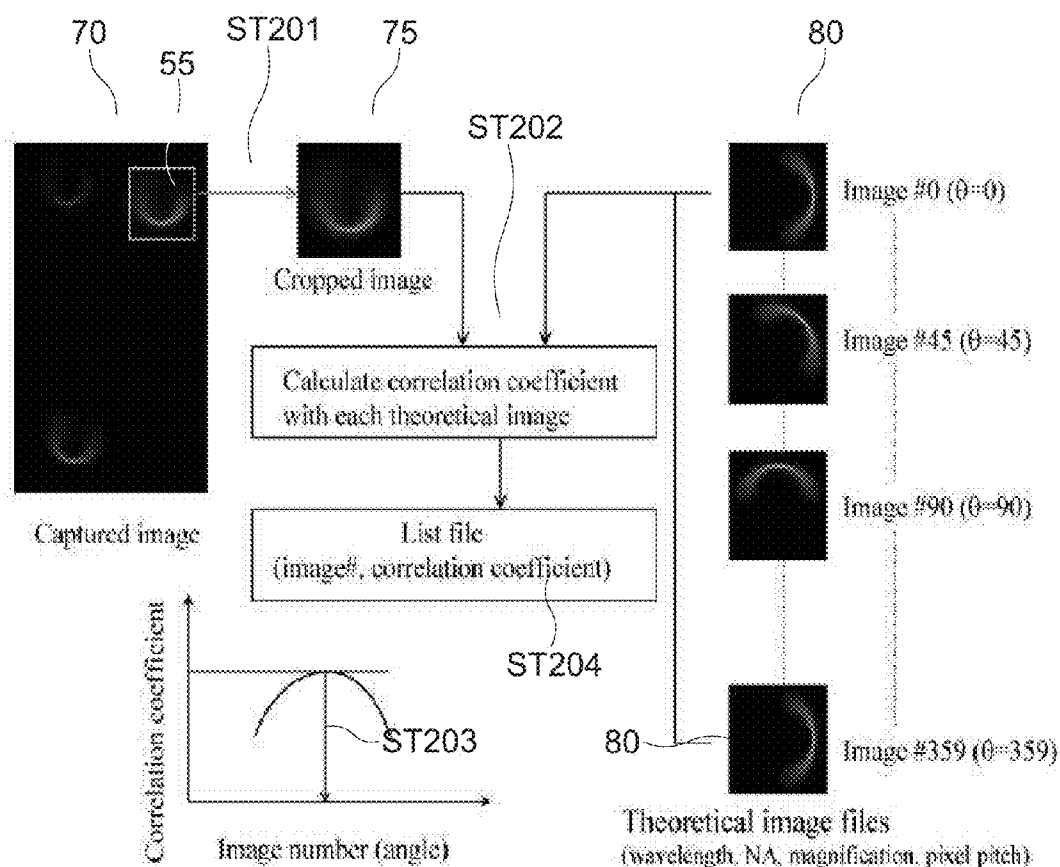 70
ST201
75
80
55
ST202
Image #0 (θ=0)
Cropped image
Image #45 (θ=45)
Calculate correlation coefficient
with each theoretical image
Image #90 (θ=90)
Captured image
List file
(image#, correlation coefficient)
ST204
Correlation coefficient
ST203
80
Image #359 (θ=359)
Image number (angle)
Theoretical image files
(wavelength, NA, magnification, pixel pitch)